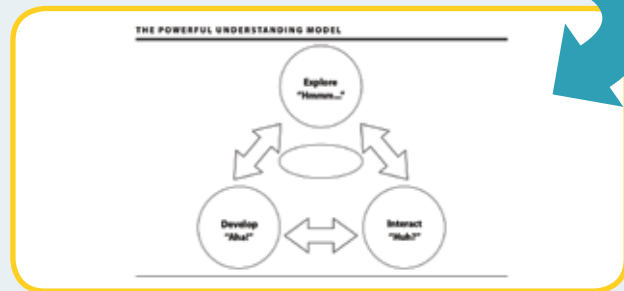 THE POWERFUL UNDERSTANDING MODEL
Explore
"Hmmm..."
Develop
"Aha!"
Interact
"Huh?"